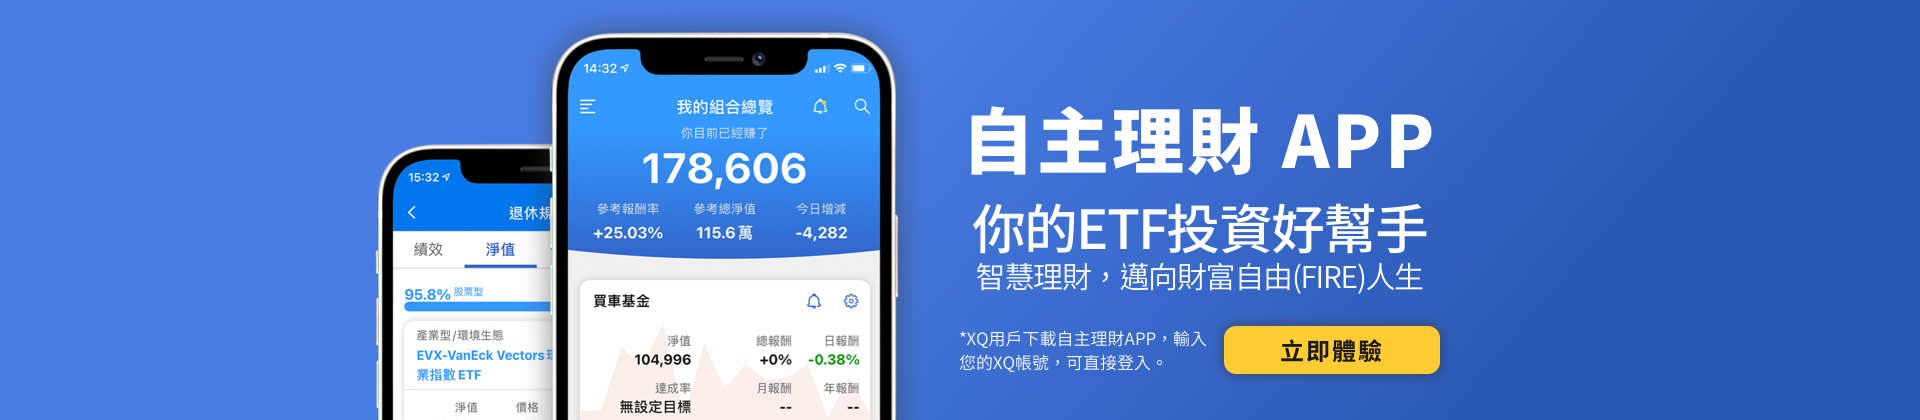 15:32
退休規
績效
淨值
95.8% 股票型
產業型/環境生態
EVX-VanEck Vectors
業指數 ETF
淨值 價格
14:32
我的組合總覽
你目前已經賺了
178,606
參考報酬率 參考總淨值 今日增減
+25.03% 115.6 萬 -4,282
買車基金
淨值 總報酬 日報酬
104,996 +0% -0.38%
達成率 月報酬 年報酬
無設定目標 -- --
自主理財 APP
你的ETF投資好幫手
智慧理財，邁向財富自由(FIRE)人生
*XQ用戶下載自主理財APP，輸入
您的XQ帳號，可直接登入。
立即體驗